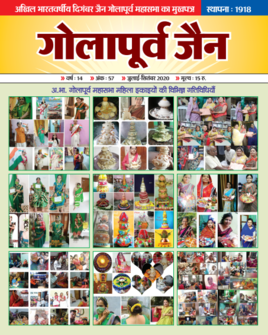 अखिल भारतवर्षीय दिगंबर जैन गोलापूर्व महासभा का मुखपत्र
स्थापना : 1918
गोलापूर्व जैन
» वर्ष : 14 » अंक : 57 » जुलाई सितंबर 2020 » मूल्य : 15 रु.
अ.भा. गोलापूर्व महासभा महिला इकाइयों की विभिन्न गतिविधियाँ